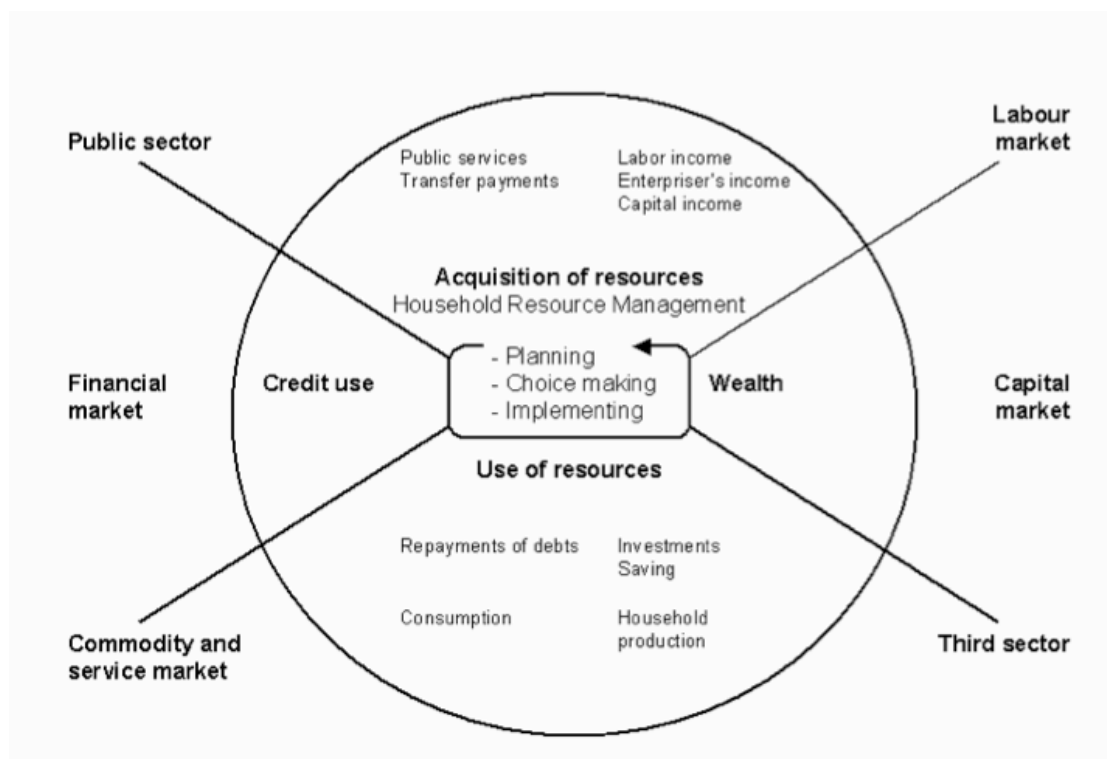 Public sector
Labour
market
Public services
Transfer payments
Labor income
Enterpriser's income
Capital income
Acquisition of resources
Household Resource Management
- Planning
- Choice making
- Implementing
Financial
market
Credit use
Wealth
Capital
market
Use of resources
Repayments of debts
Investments
Saving
Consumption
Household
production
Commodity and
service market
Third sector